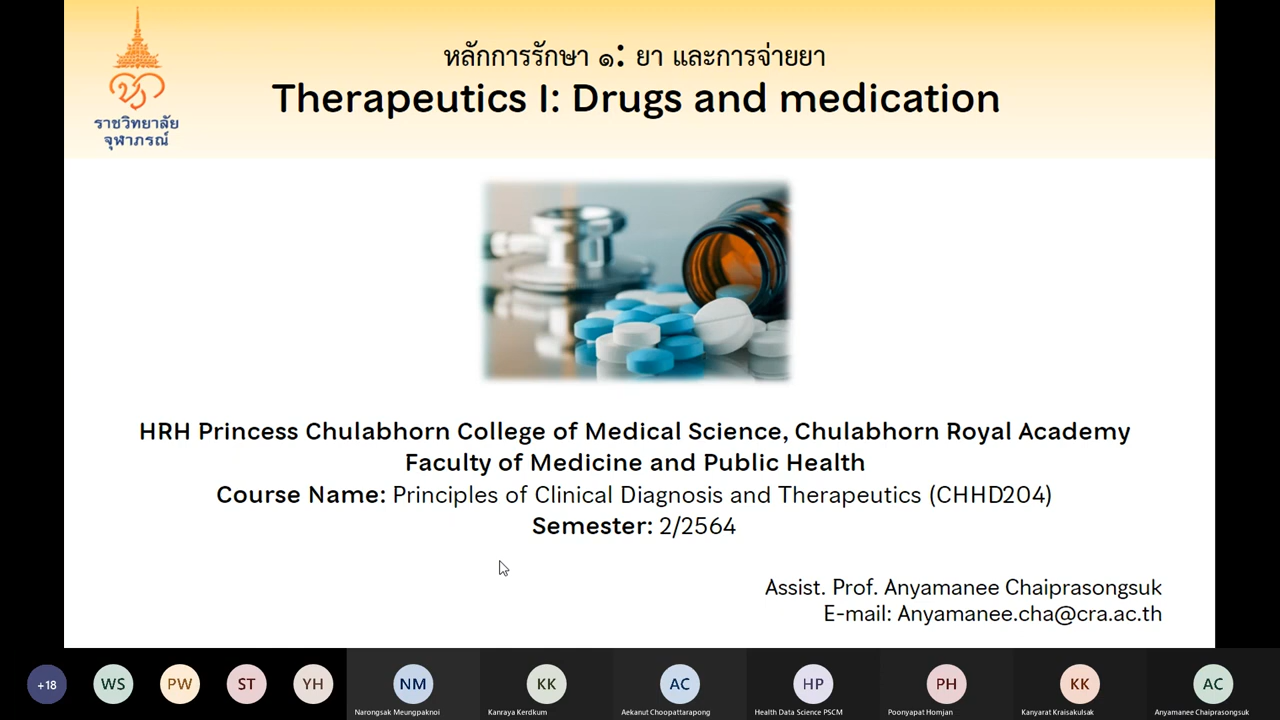 หลักการรักษา ๑: ยา และการจ่ายยา
Therapeutics I: Drugs and medication
ราชวิทยาลัย
จุฬาภรณ์
HRH Princess Chulabhorn College of Medical Science, Chulabhorn Royal Academy
Faculty of Medicine and Public Health
Course Name: Principles of Clinical Diagnosis and Therapeutics (CHHD204)
Semester: 2/2564
Assist. Prof. Anyamanee Chaiprasongsuk
E-mail: Anyamanee.cha@cra.ac.th
+18 WS PW ST YH NM KK AC HP PH KK AC
Narongsak Meungpaknoi Kanraya Kerdkum Aekanut Choopattarapong Health Data Science PSCM Poonyapat Homjan Kanyarat Kraisakulsak Anyamanee Chaiprasongsuk